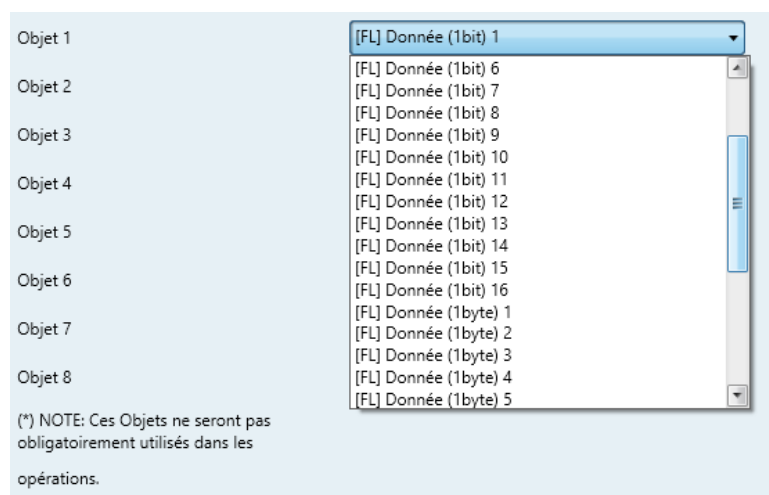 Objet 1
[FL] Donnée (1bit) 1
Objet 2
Objet 3
Objet 4
Objet 5
Objet 6
Objet 7
Objet 8
[FL] Donnée (1bit) 6
[FL] Donnée (1bit) 7
[FL] Donnée (1bit) 8
[FL] Donnée (1bit) 9
[FL] Donnée (1bit) 10
[FL] Donnée (1bit) 11
[FL] Donnée (1bit) 12
[FL] Donnée (1bit) 13
[FL] Donnée (1bit) 14
[FL] Donnée (1bit) 15
[FL] Donnée (1bit) 16
[FL] Donnée (1byte) 1
[FL] Donnée (1byte) 2
[FL] Donnée (1byte) 3
[FL] Donnée (1byte) 4
[FL] Donnée (1byte) 5
(*) NOTE: Ces Objets ne seront pas
obligatoirement utilisés dans les
opérations.